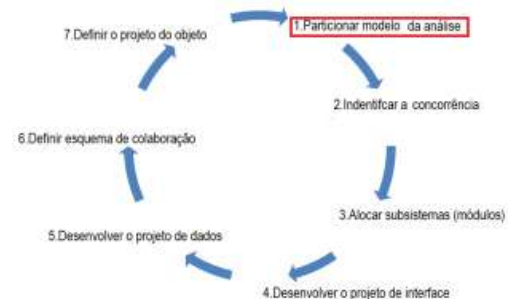 1.Particionar modelo da análise
2.Indentifcar a concorrência
3.Alocar subsistemas (módulos)
4.Desenvolver o projeto de interface
5.Desenvolver o projeto de dados
6.Definir esquema de colaboração
7.Definir o projeto do objeto